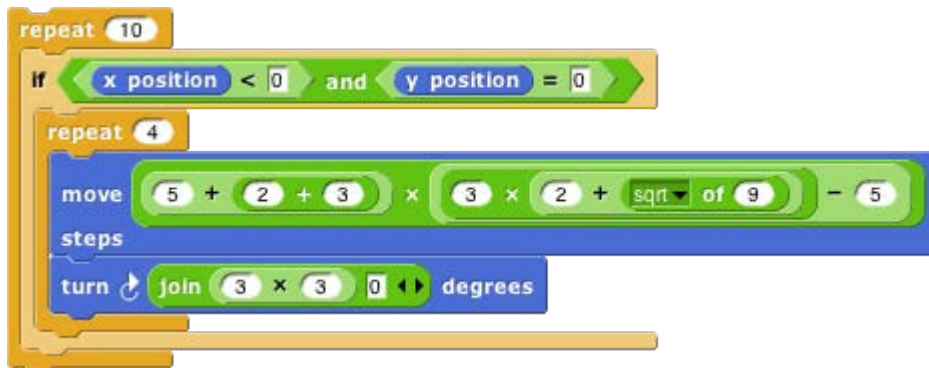 repeat 10
if x position < 0 and y position = 0
repeat 4
move 5 + 2 + 3 × 3 × 2 + sqrt of 9 - 5
steps
turn join 3 × 3 0 degrees